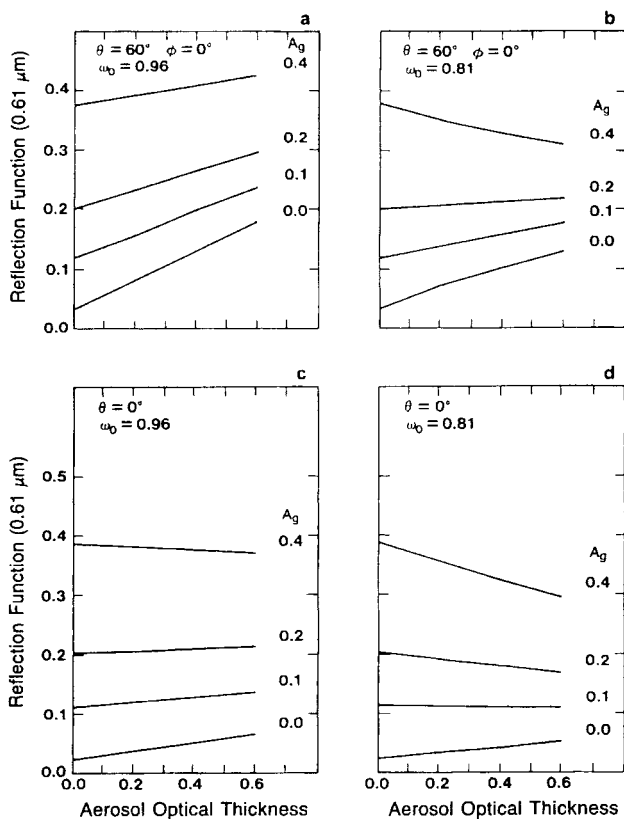 a
θ = 60° ϕ = 0°
ω0 = 0.96
Ag
0.4
0.2
0.1
0.0
0.4
0.3
0.2
0.1
0.0
Reflection Function (0.61 μm)
b
θ = 60° ϕ = 0°
ω0 = 0.81
Ag
0.4
0.2
0.1
0.0
c
θ = 0°
ω0 = 0.96
Ag
0.4
0.2
0.1
0.0
0.5
0.4
0.3
0.2
0.1
0.0
Reflection Function (0.61 μm)
0.0 0.2 0.4 0.6
Aerosol Optical Thickness
d
θ = 0°
ω0 = 0.81
Ag
0.4
0.2
0.1
0.0
0.0 0.2 0.4 0.6
Aerosol Optical Thickness